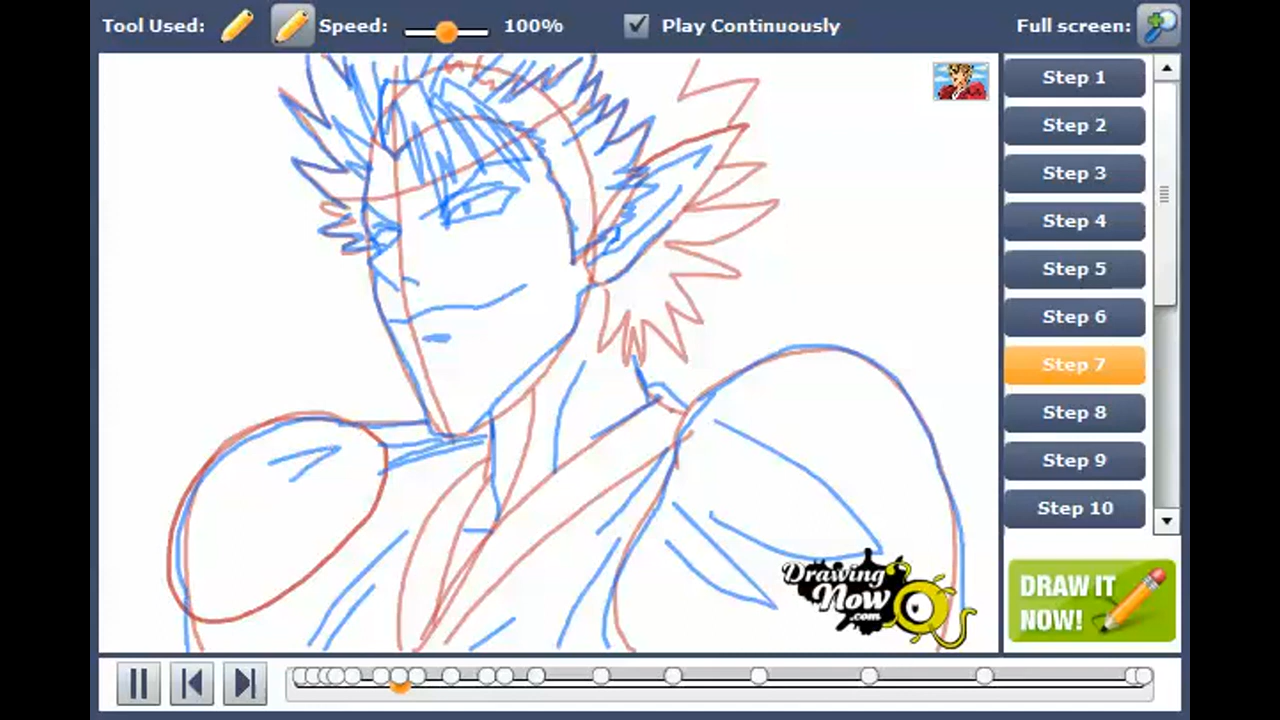 Tool Used:
Speed:
100%
Play Continuously
Full screen:
Step 1
Step 2
Step 3
Step 4
Step 5
Step 6
Step 7
Step 8
Step 9
Step 10
Drawing
Now
.com
DRAW IT
NOW!